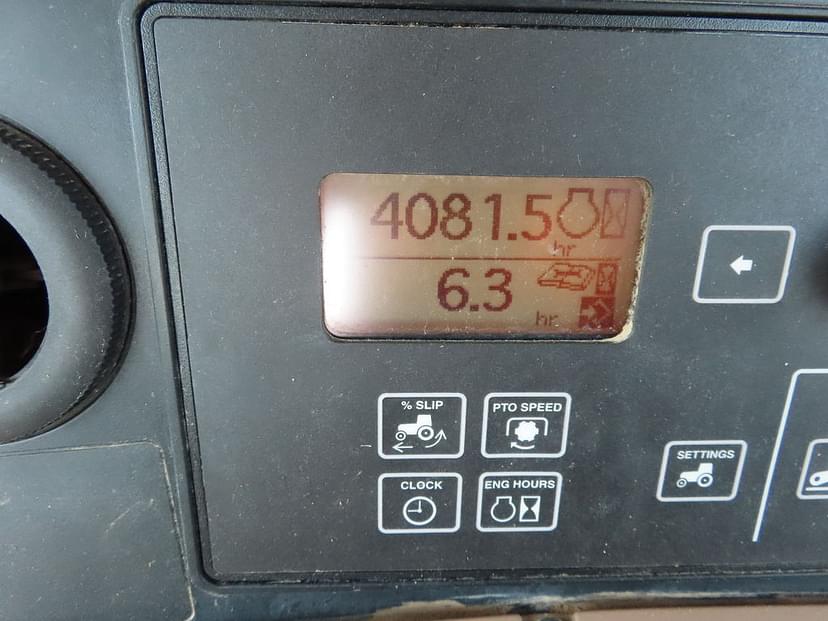 4081.5
hr
6.3
hr
% SLIP
PTO SPEED
CLOCK
ENG HOURS
SETTINGS